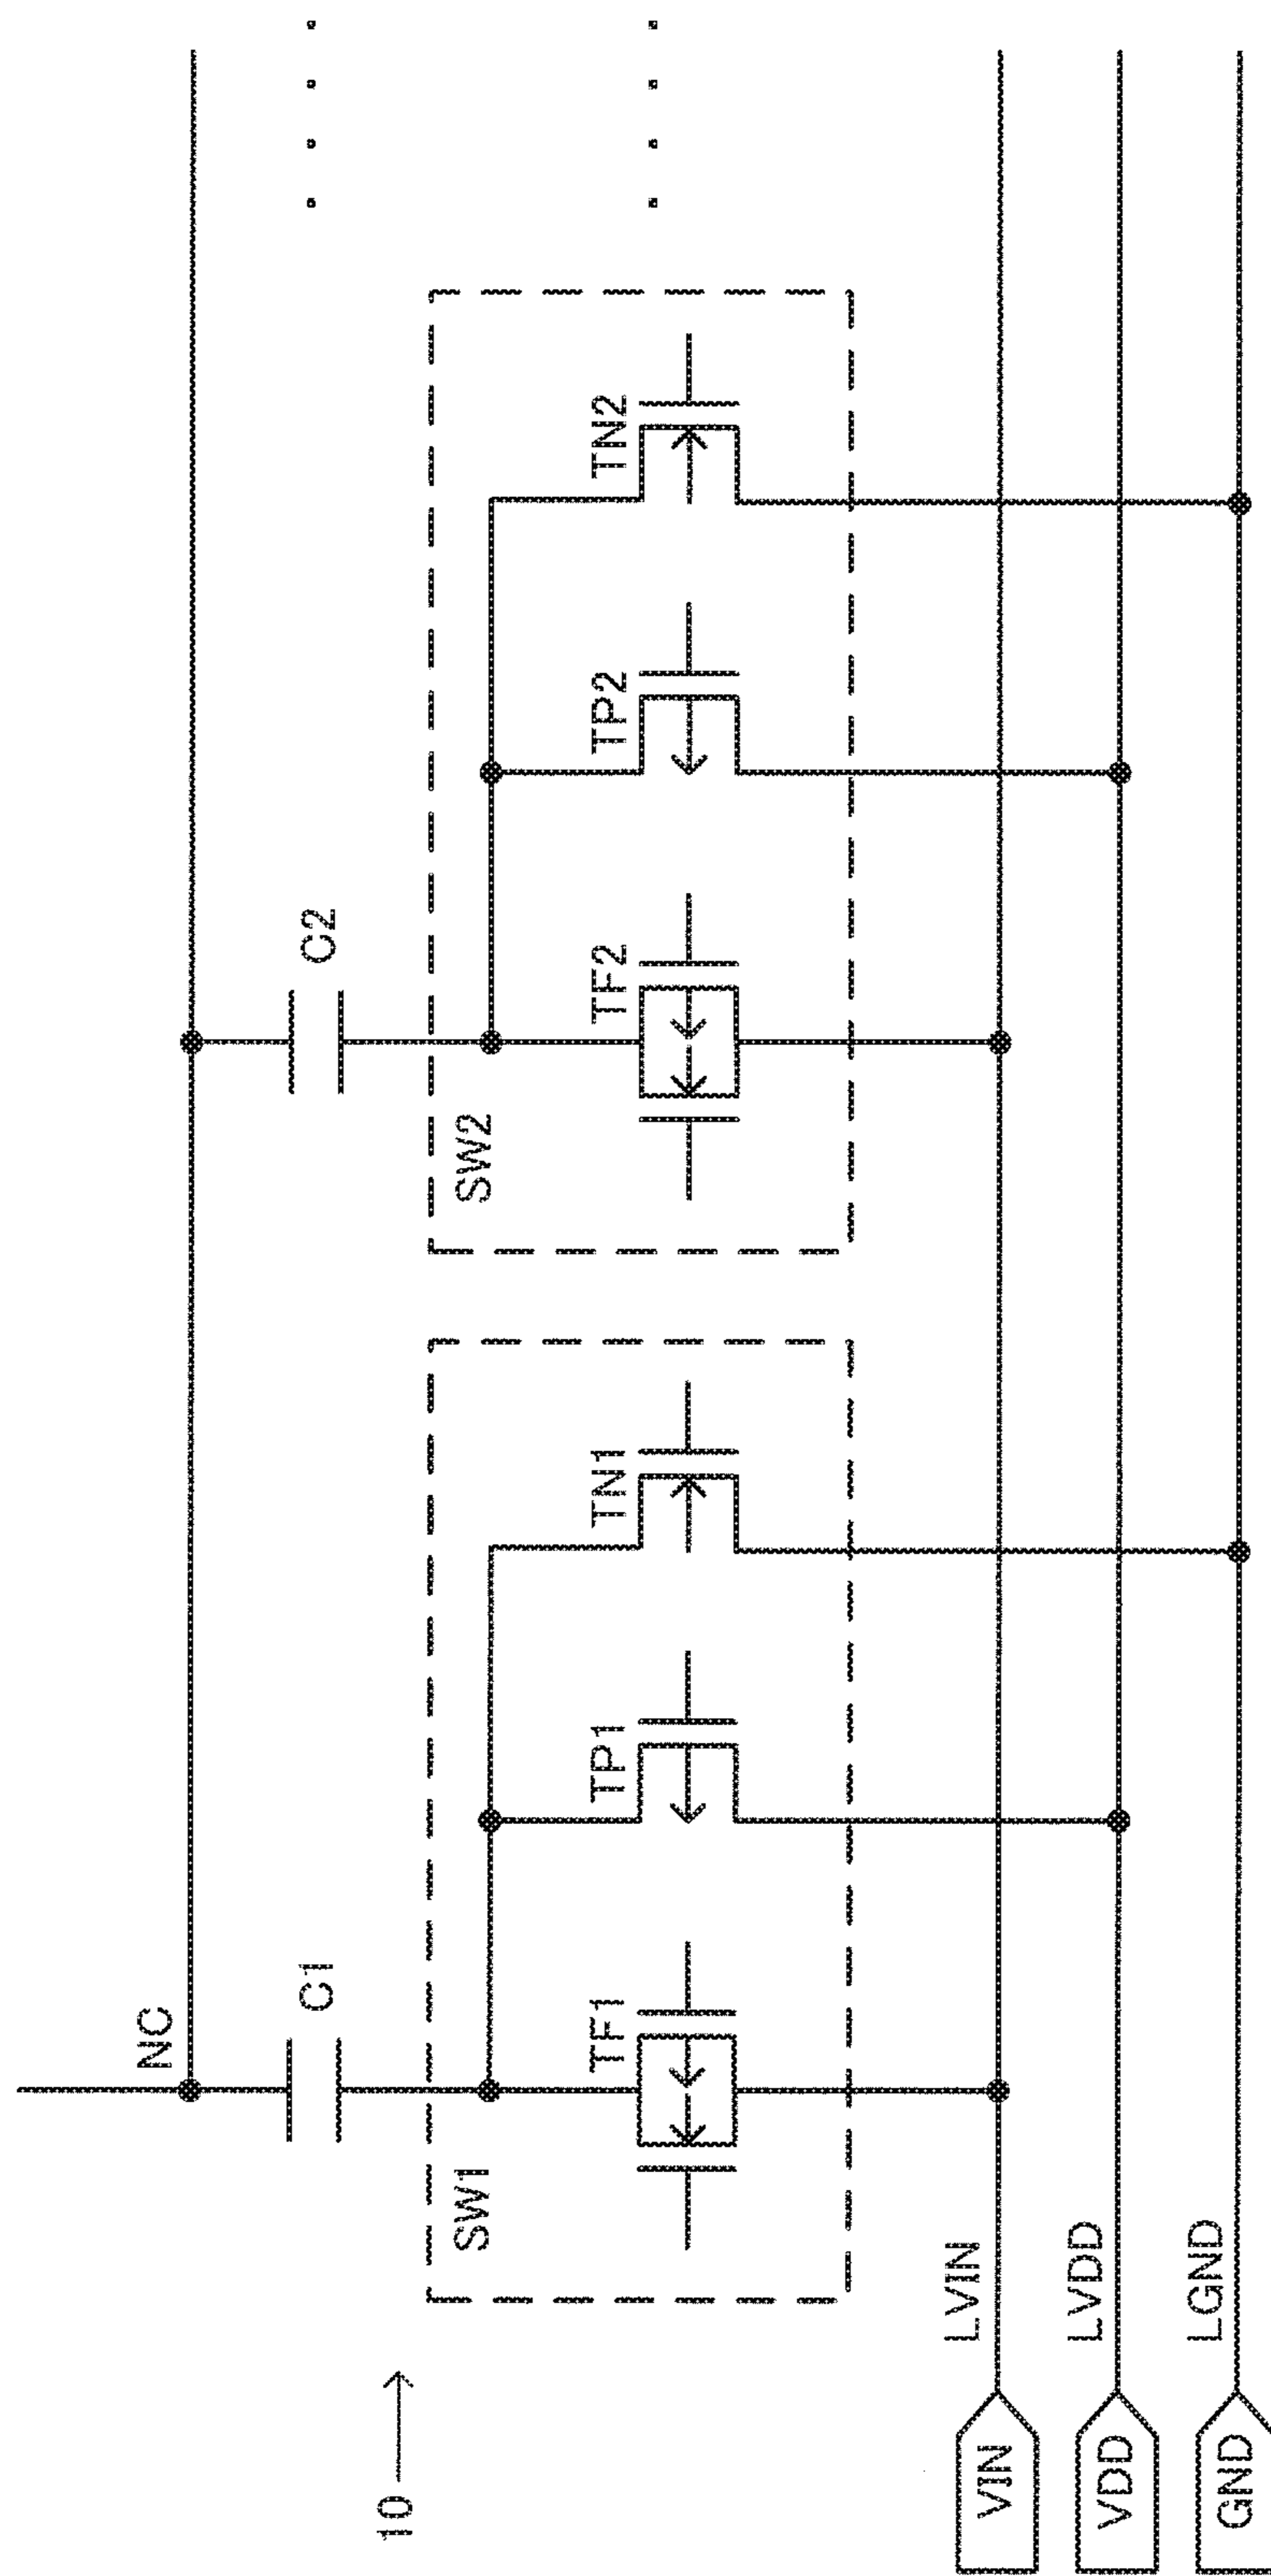 NC
C1
C2
10
SW1
TF1
TP1
TN1
SW2
TF2
TP2
TN2
VIN
LVIN
VDD
LVDD
GND
LGND